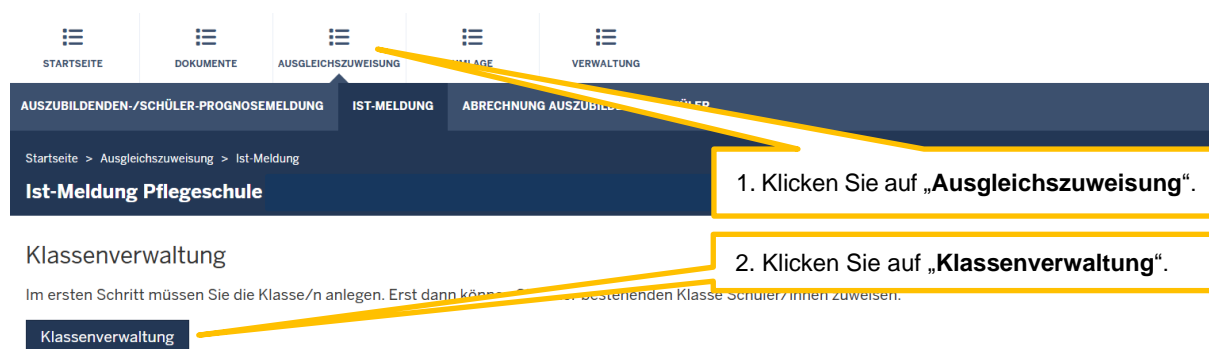 STARTSEITE DOKUMENTE AUSGLEICHSZUWEISUNG VERWALTUNG
AUSZUBILDENDEN-/SCHÜLER-PROGNOSEMELDUNG IST-MELDUNG ABRECHNUNG
Startseite > Ausgleichszuweisung > Ist-Meldung
Ist-Meldung Pflegeschule
1. Klicken Sie auf „Ausgleichszuweisung“.
Klassenverwaltung
2. Klicken Sie auf „Klassenverwaltung“.
Im ersten Schritt müssen Sie die Klasse/n anlegen. Erst dann können bestehenden Klasse Schüler/innen zuweisen.
Klassenverwaltung